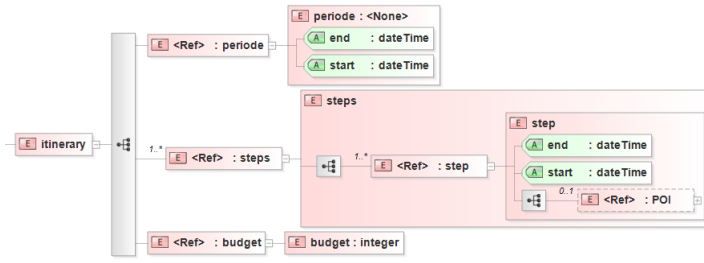 E periode : <None>
E <Ref> : periode
A end : dateTime
A start : dateTime
E steps
E step
E itinerary
1..* E <Ref> : steps
1..* E <Ref> : step
A end : dateTime
A start : dateTime
0..1 E <Ref> : POI
E <Ref> : budget
E budget : integer